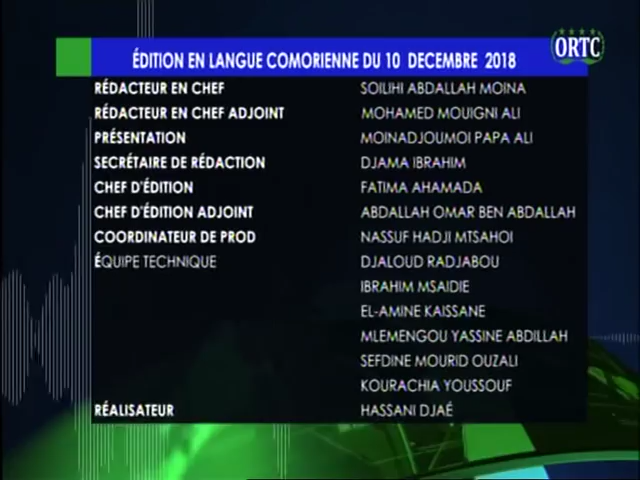 ÉDITION EN LANGUE COMORIENNE DU 10 DECEMBRE 2018
ORTC
RÉDACTEUR EN CHEF SOILIHI ABDALLAH MOINA
RÉDACTEUR EN CHEF ADJOINT MOHAMED MOUIGNI ALI
PRÉSENTATION MOINADJOUMOI PAPA ALI
SECRÉTAIRE DE RÉDACTION DJAMA IBRAHIM
CHEF D'ÉDITION FATIMA AHAMADA
CHEF D'ÉDITION ADJOINT ABDALLAH OMAR BEN ABDALLAH
COORDINATEUR DE PROD NASSUF HADJI MTSAHOI
ÉQUIPE TECHNIQUE DJALOUD RADJABOU
IBRAHIM MSAIDIE
EL-AMINE KAISSANE
MLEMENGOU YASSINE ABDILLAH
SEFDINE MOURID OUZALI
KOURACHIA YOUSSOUF
RÉALISATEUR HASSANI DJAÉ